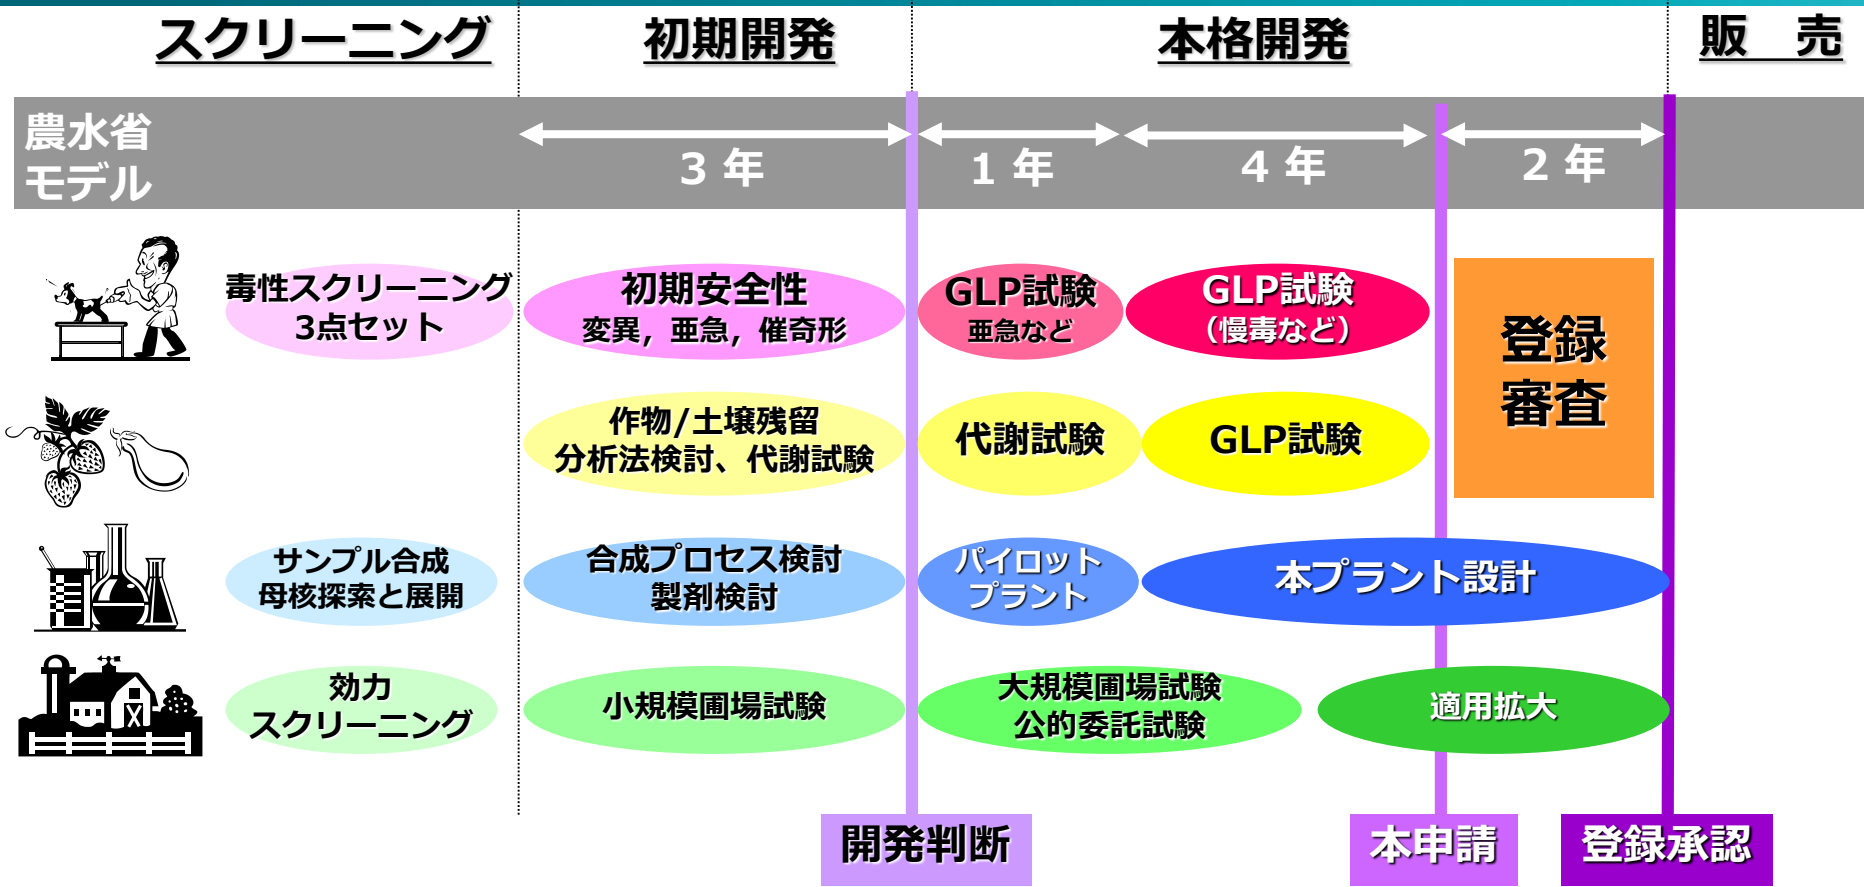 スクリーニング
初期開発
本格開発
販　売
農水省
モデル
3 年
1 年
4 年
2 年
毒性スクリーニング
3点セット
初期安全性
変異，亜急，催奇形
GLP試験
亜急など
GLP試験
（慢毒など）
登録
審査
作物/土壌残留
分析法検討、代謝試験
代謝試験
GLP試験
サンプル合成
母核探索と展開
合成プロセス検討
製剤検討
パイロット
プラント
本プラント設計
効力
スクリーニング
小規模圃場試験
大規模圃場試験
公的委託試験
適用拡大
開発判断
本申請
登録承認